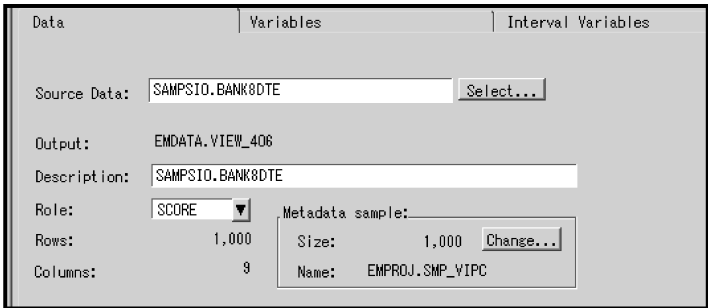 Data Variables Interval Variables
Source Data: SAMPSIO.BANK8DTE Select...
Output: EMDATA.VIEW_406
Description: SAMPSIO.BANK8DTE
Role: SCORE Metadata sample:
Rows: 1,000 Size: 1,000 Change...
Columns: 9 Name: EMPROJ.SMP_VIPC